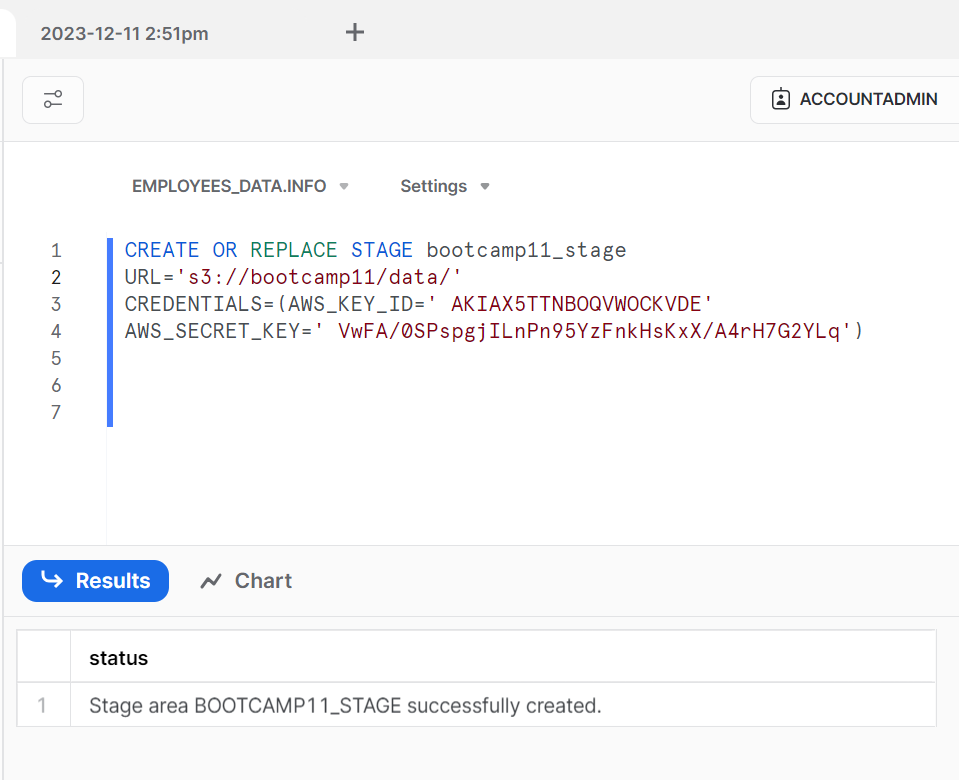 2023-12-11 2:51pm +
ACCOUNTADMIN
EMPLOYEES_DATA.INFO Settings
1 CREATE OR REPLACE STAGE bootcamp11_stage
2 URL='s3://bootcamp11/data/'
3 CREDENTIALS=(AWS_KEY_ID=' AKIAX5TTNBOQVWOCKVDE'
4 AWS_SECRET_KEY=' VwFA/0SPspgjILnPn95YzFnkHsKxX/A4rH7G2YLq')
5
6
7
Results Chart
status
1 Stage area BOOTCAMP11_STAGE successfully created.